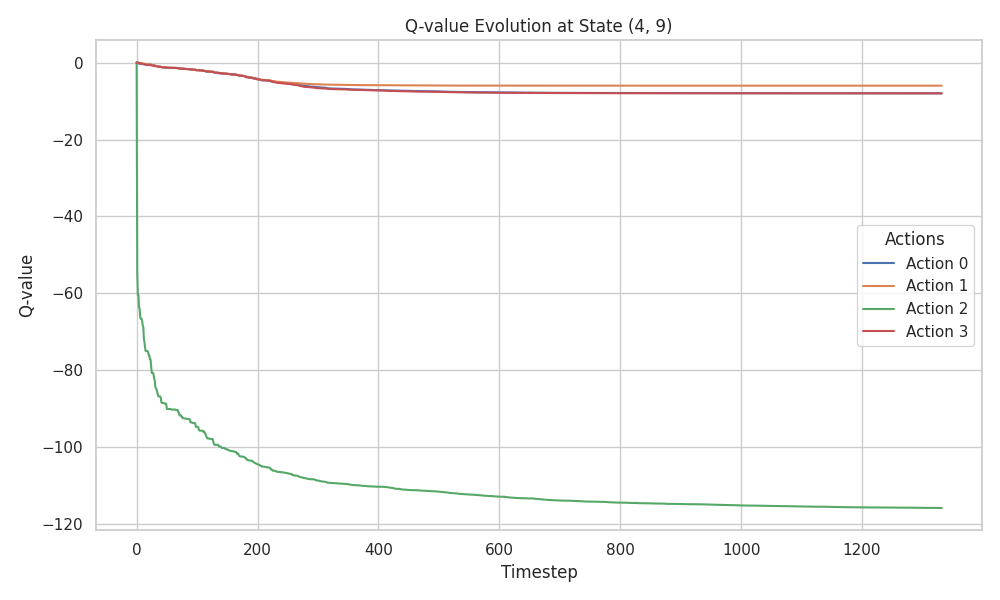 Q-value Evolution at State (4, 9)
0
−20
−40
−60
−80
−100
−120
Q-value
Actions
Action 0
Action 1
Action 2
Action 3
0
200
400
600
800
1000
1200
Timestep